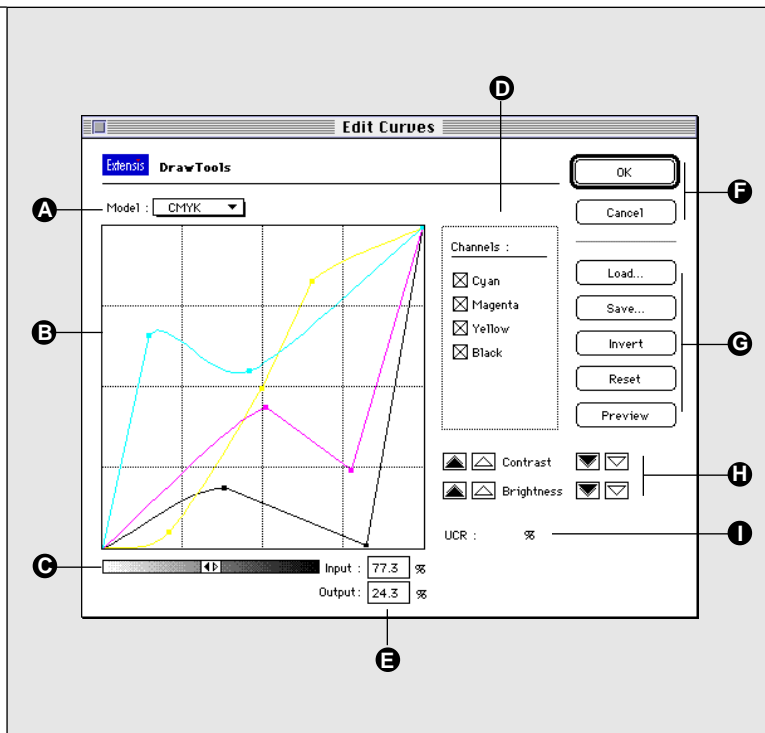 D
Edit Curves
Extensis DrawTools
OK
F
A
Model : CMYK
Cancel
Channels :
Load...
Cyan
B
Magenta
Save...
Yellow
Invert
G
Black
Reset
Preview
Contrast
H
Brightness
UCR : %
I
C
Input : 77.3 %
Output: 24.3 %
E